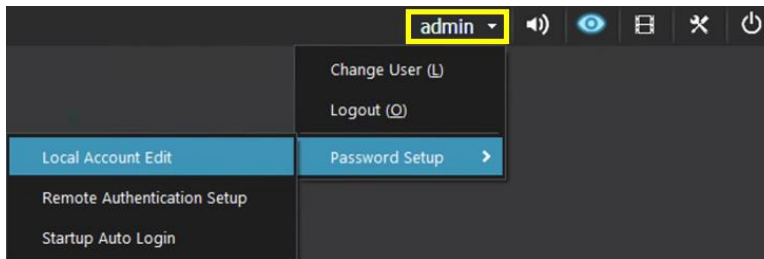 admin
Change User (L)
Logout (O)
Password Setup
Local Account Edit
Remote Authentication Setup
Startup Auto Login